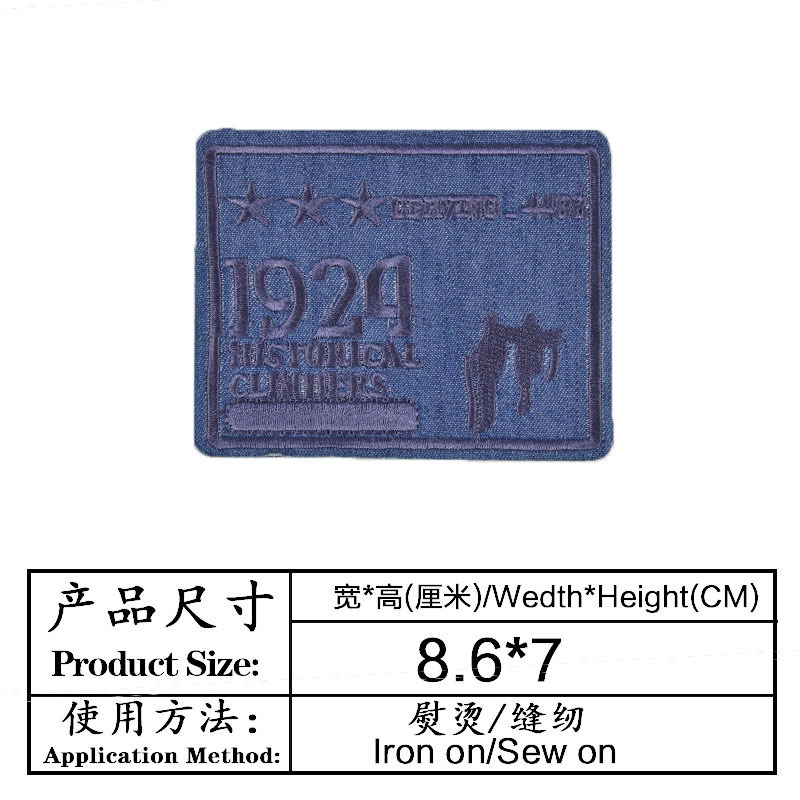 1924
HISTORICAL
CLIMBERS
产品尺寸
Product Size:
宽*高(厘米)/Wedth*Height(CM)
8.6*7
使用方法：
Application Method:
熨烫/缝纫
Iron on/Sew on